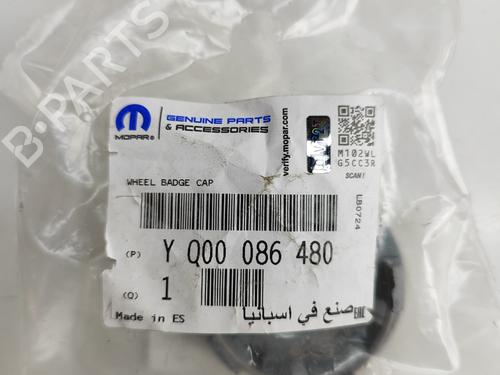 B·PARTS
MOPAR®
GENUINE PARTS
& ACCESSORIES
verify.mopar.com
M102WL
G5CC3R
SCAN!
WHEEL BADGE CAP
LB0724
(P) Y Q00 086 480
(Q) 1
Made in ES
صنع في اسبانيا
EAC